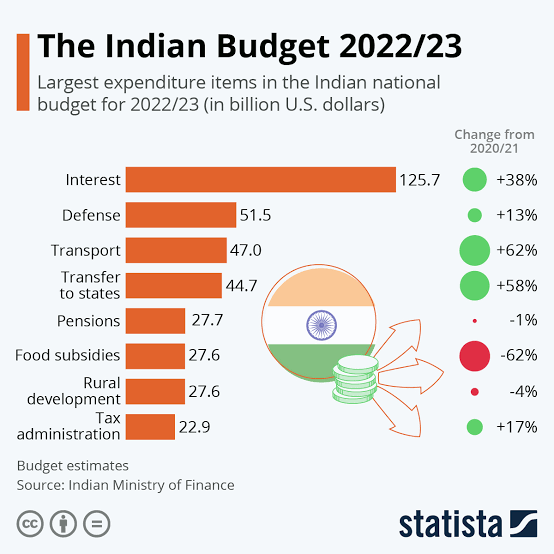 The Indian Budget 2022/23
Largest expenditure items in the Indian national
budget for 2022/23 (in billion U.S. dollars)
Change from
2020/21
Interest 125.7 +38%
Defense 51.5 +13%
Transport 47.0 +62%
Transfer
to states 44.7 +58%
Pensions 27.7 -1%
Food subsidies 27.6 -62%
Rural
development 27.6 -4%
Tax
administration 22.9 +17%
Budget estimates
Source: Indian Ministry of Finance
cc
statista